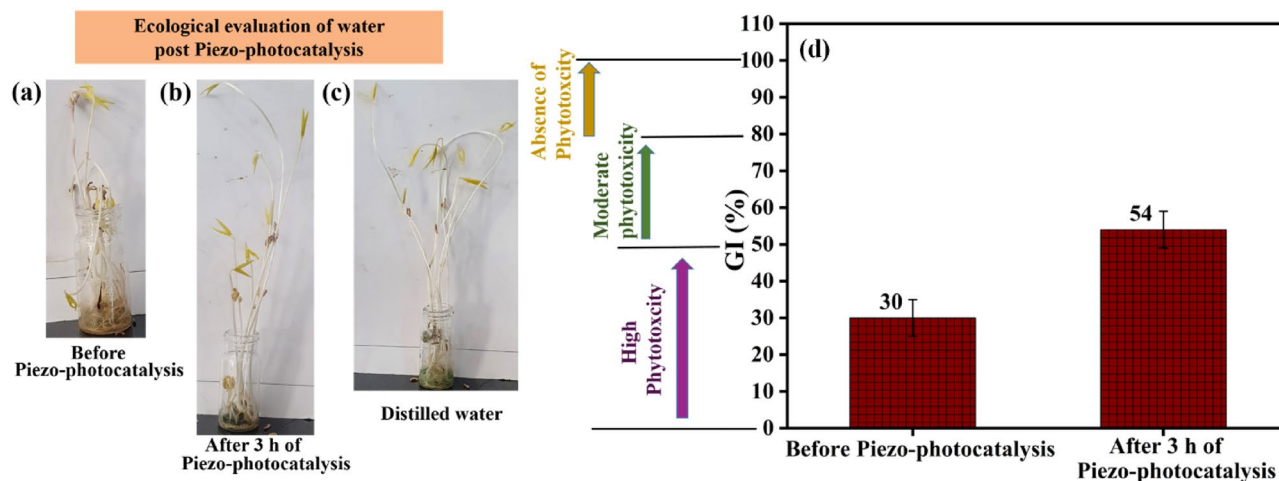 Ecological evaluation of water
post Piezo-photocatalysis
(a)
Before
Piezo-photocatalysis
(b)
After 3 h of
Piezo-photocatalysis
(c)
Distilled water
Absence of
Phytotoxcity
Moderate
phytotoxicity
High
Phytotoxcity
(d)
GI (%)
110
100
90
80
70
60
50
40
30
20
10
0
30
54
Before Piezo-photocatalysis
After 3 h of
Piezo-photocatalysis